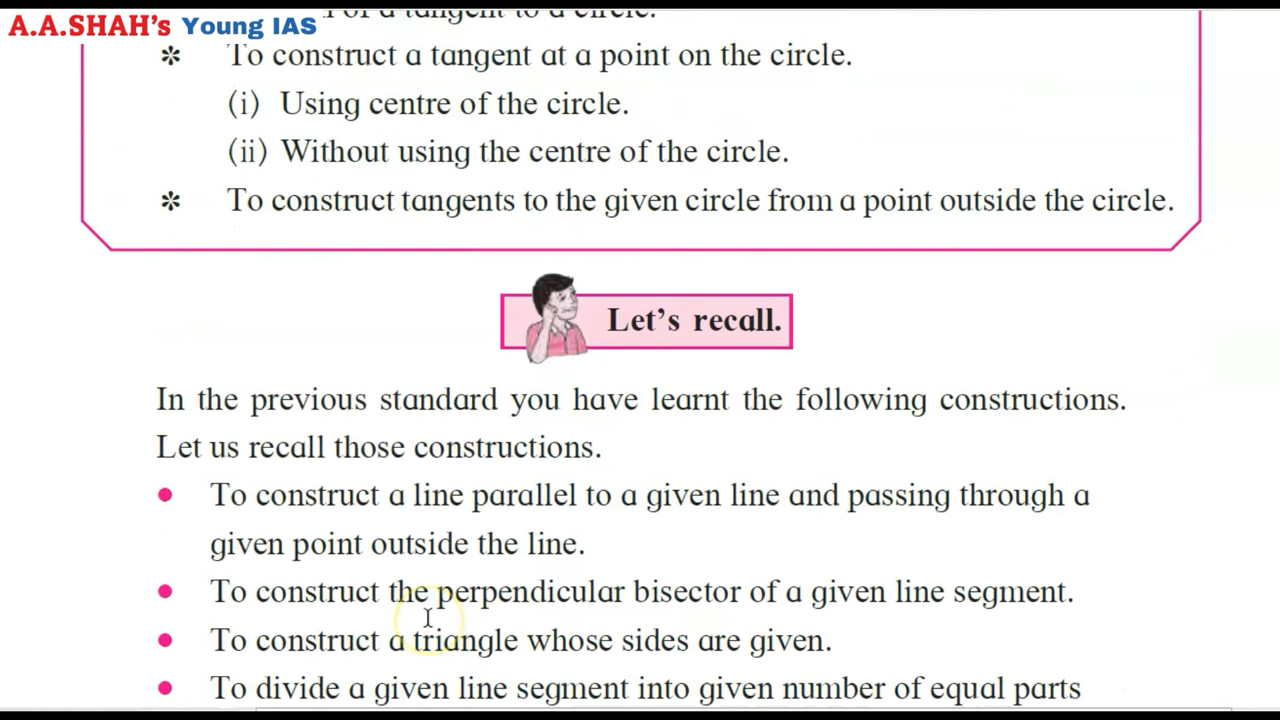 A.A.SHAH's Young IAS
of a tangent to a circle.
* To construct a tangent at a point on the circle.
(i) Using centre of the circle.
(ii) Without using the centre of the circle.
* To construct tangents to the given circle from a point outside the circle.
Let's recall.
In the previous standard you have learnt the following constructions.
Let us recall those constructions.
• To construct a line parallel to a given line and passing through a
given point outside the line.
• To construct the perpendicular bisector of a given line segment.
• To construct a triangle whose sides are given.
• To divide a given line segment into given number of equal parts